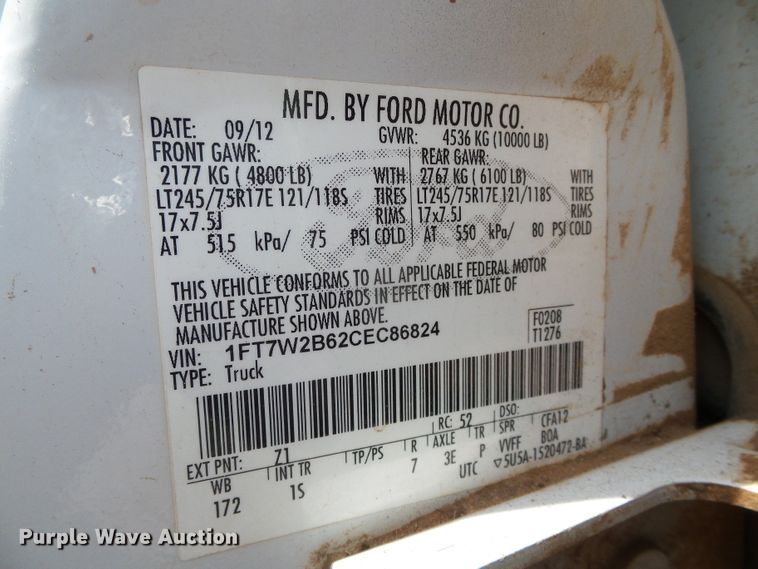 MFD. BY FORD MOTOR CO.
DATE: 09/12 GVWR: 4536 KG (10000 LB)
FRONT GAWR: REAR GAWR:
2177 KG ( 4800 LB) WITH 2767 KG ( 6100 LB) WITH
LT245/75R17E 121/118S TIRES LT245/75R17E 121/118S TIRES
17x7.5J RIMS 17x7.5J RIMS
AT 515 kPa/ 75 PSI COLD AT 550 kPa/ 80 PSI COLD
THIS VEHICLE CONFORMS TO ALL APPLICABLE FEDERAL MOTOR
VEHICLE SAFETY STANDARDS IN EFFECT ON THE DATE OF
MANUFACTURE SHOWN ABOVE.
VIN: 1FT7W2B62CEC86824 F0208
TYPE: Truck T1276
RC: 52 DSO:
EXT PNT: Z1
WB INT TR TP/PS R AXLE TR SPR CFA12
172 1S 7 3E P VVFF BOA
UTC ▽5U5A-1520472-BA
Purple Wave Auction